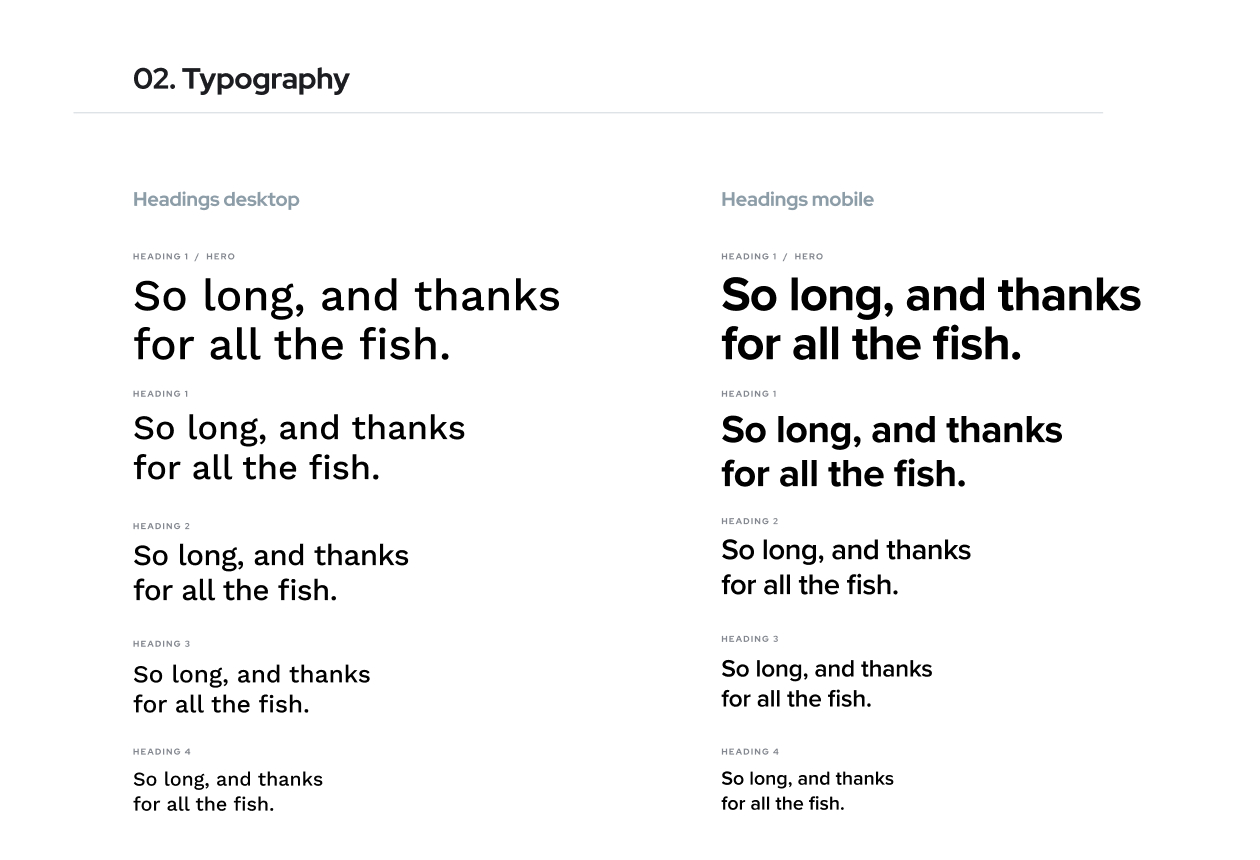 02. Typography
Headings desktop
HEADING 1 / HERO
So long, and thanks
for all the fish.
HEADING 1
So long, and thanks
for all the fish.
HEADING 2
So long, and thanks
for all the fish.
HEADING 3
So long, and thanks
for all the fish.
HEADING 4
So long, and thanks
for all the fish.
Headings mobile
HEADING 1 / HERO
So long, and thanks
for all the fish.
HEADING 1
So long, and thanks
for all the fish.
HEADING 2
So long, and thanks
for all the fish.
HEADING 3
So long, and thanks
for all the fish.
HEADING 4
So long, and thanks
for all the fish.